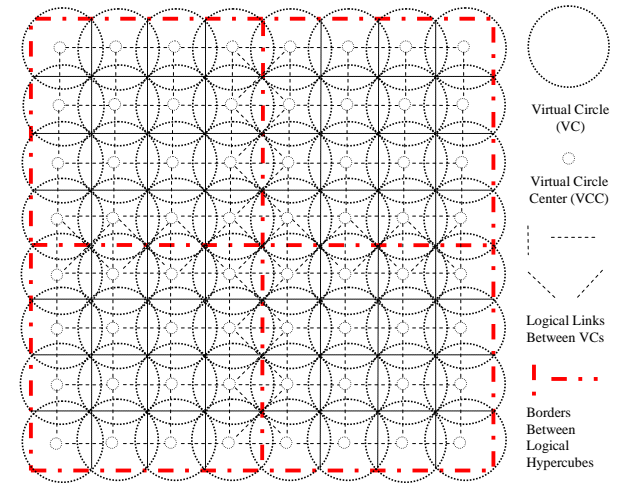 Virtual Circle
(VC)
Virtual Circle
Center (VCC)
Logical Links
Between VCs
Borders
Between
Logical
Hypercubes